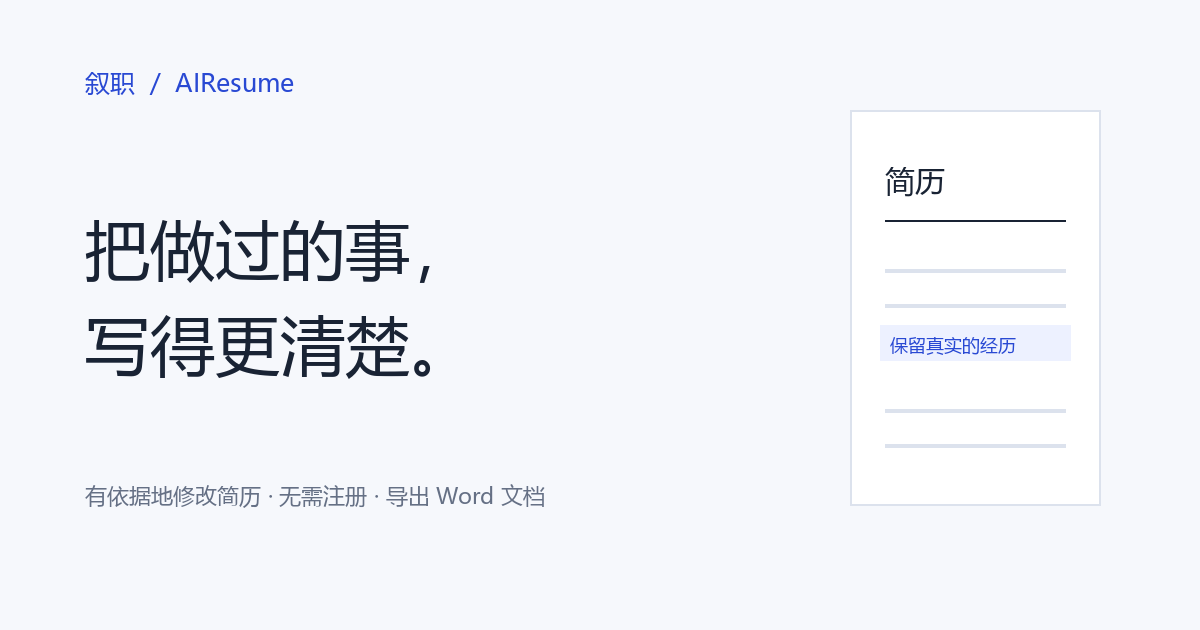 叙职 / AIResume
把做过的事，
写得更清楚。
有依据地修改简历 · 无需注册 · 导出 Word 文档
简历
保留真实的经历